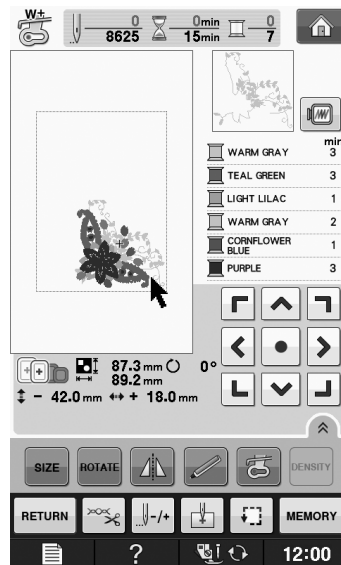 W+
0
8625
0min
15min
0
7
min
WARM GRAY 3
TEAL GREEN 3
LIGHT LILAC 1
WARM GRAY 2
CORNFLOWER
BLUE 1
PURPLE 3
87.3 mm 0°
89.2 mm
- 42.0 mm + 18.0 mm
SIZE ROTATE DENSITY
RETURN -/+ MEMORY
? 12:00